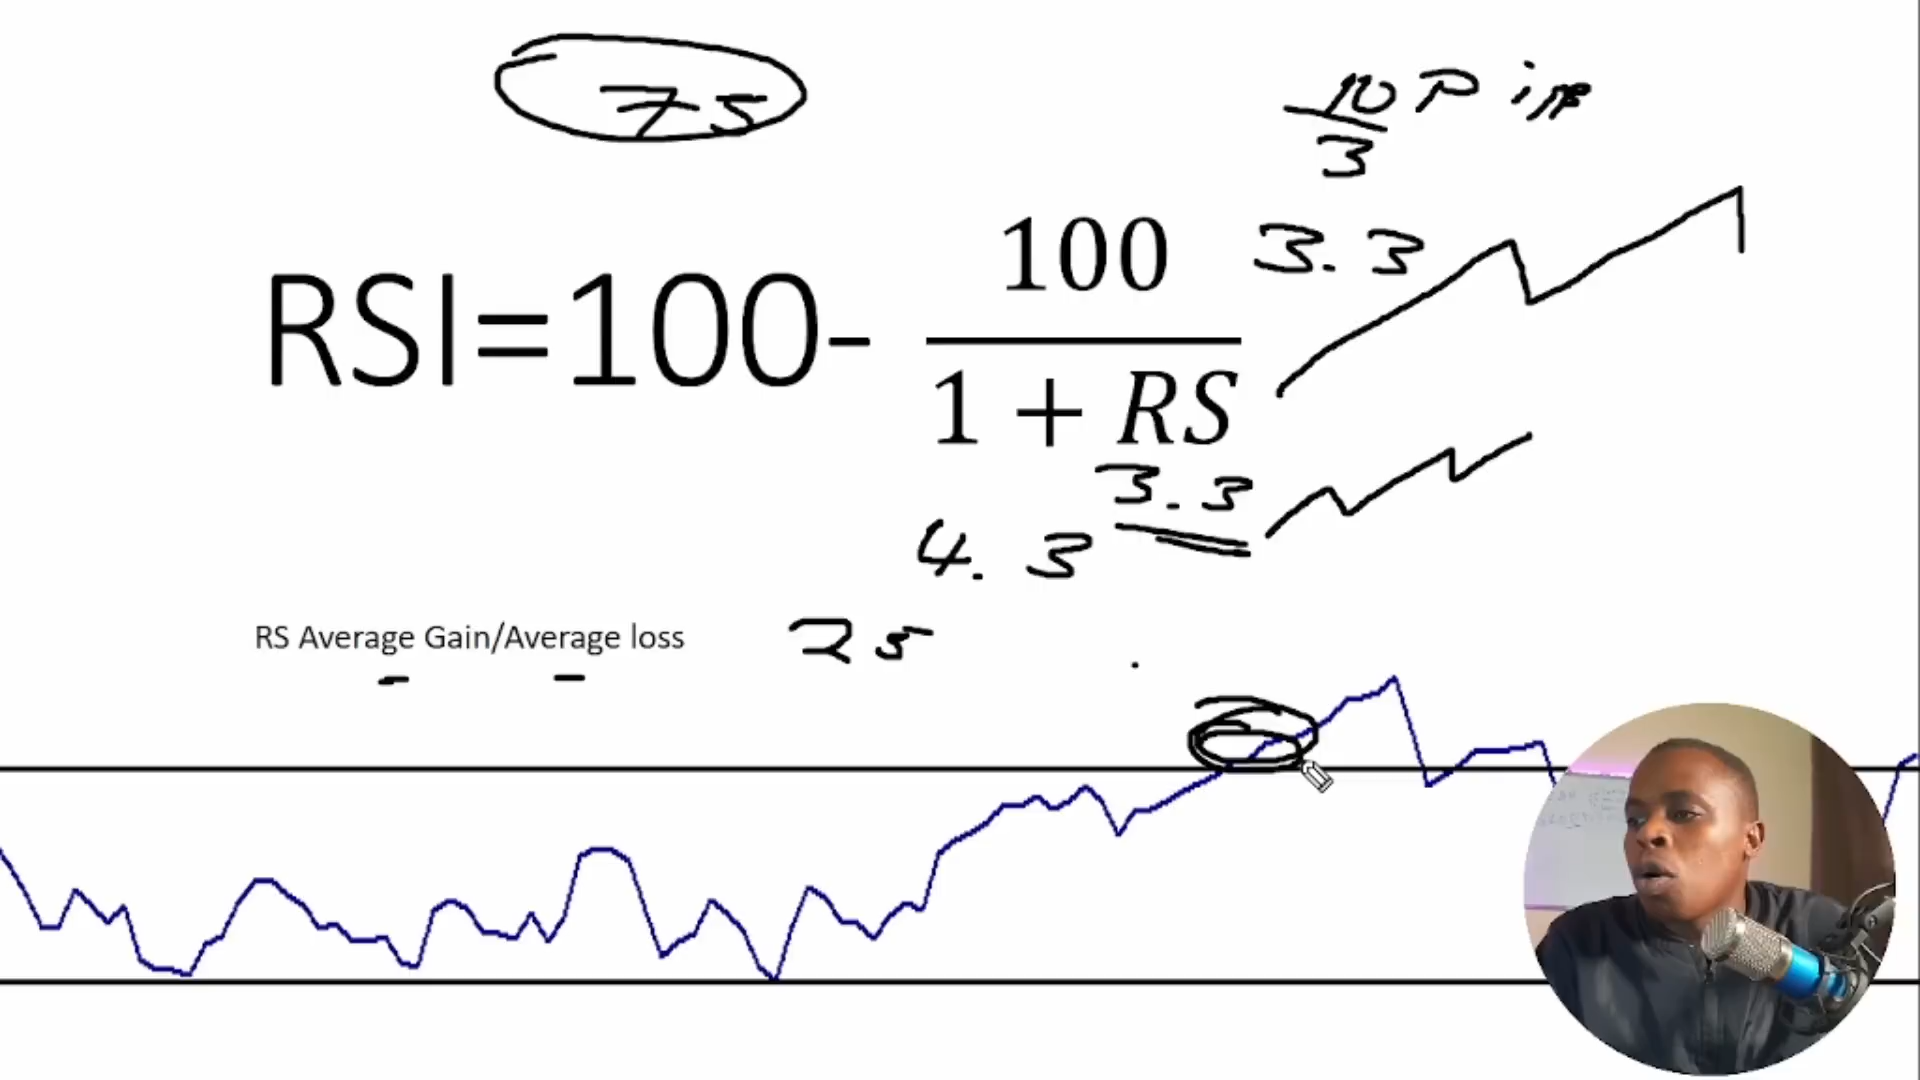 75
10 Pips
3
3.3
RSI=100- 100
1 + RS
3.3
4.3
RS Average Gain/Average loss
25